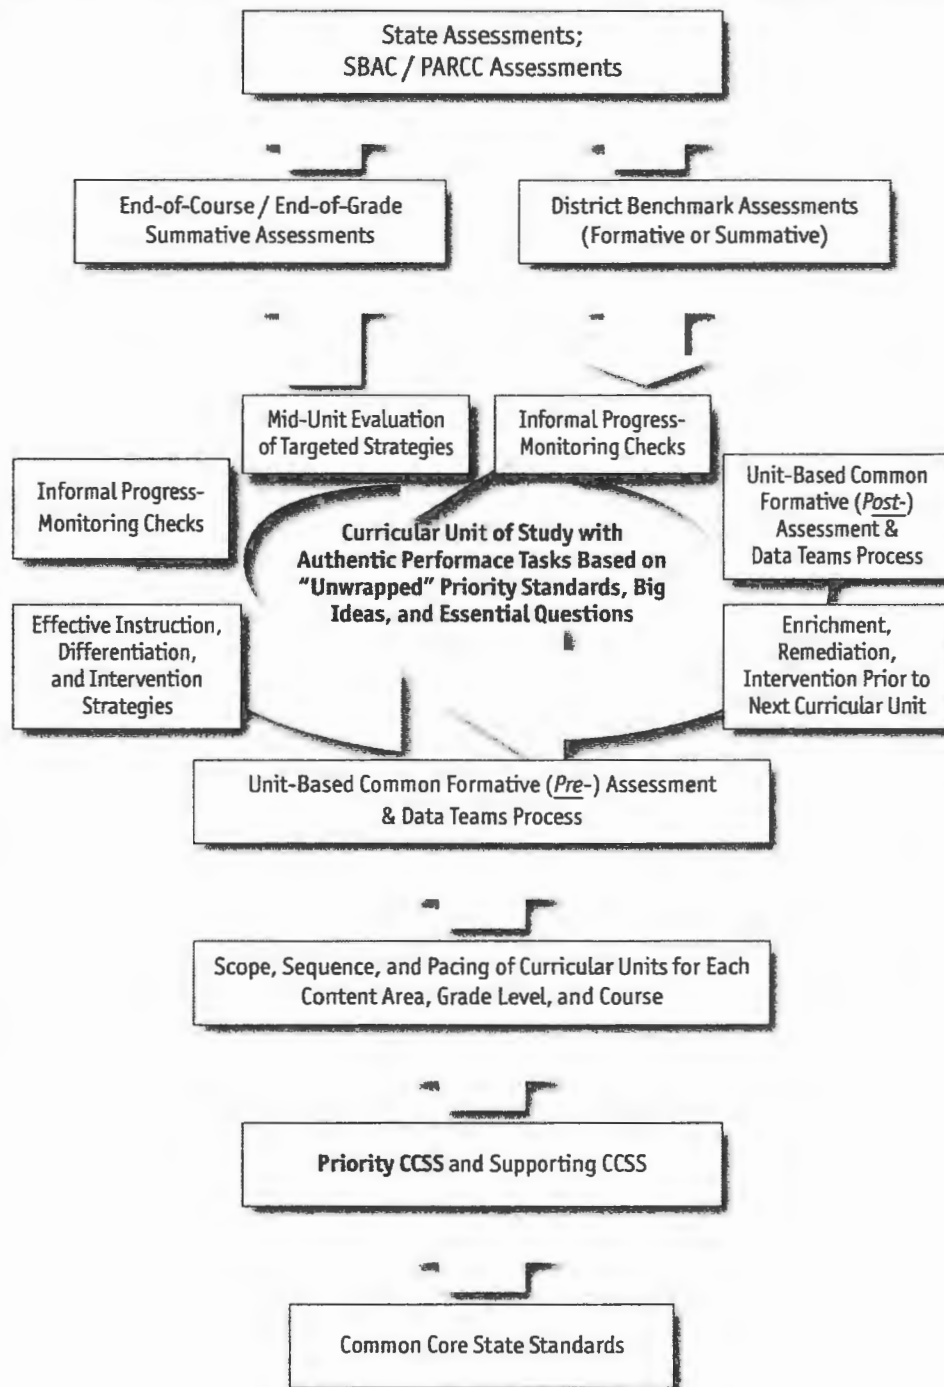 State Assessments;
SBAC / PARCC Assessments
End-of-Course / End-of-Grade
Summative Assessments
District Benchmark Assessments
(Formative or Summative)
Mid-Unit Evaluation
of Targeted Strategies
Informal Progress-
Monitoring Checks
Informal Progress-
Monitoring Checks
Unit-Based Common
Formative (Post-)
Assessment &
Data Teams Process
Curricular Unit of Study with
Authentic Performace Tasks Based on
“Unwrapped” Priority Standards, Big
Ideas, and Essential Questions
Effective Instruction,
Differentiation,
and Intervention
Strategies
Enrichment,
Remediation,
Intervention Prior to
Next Curricular Unit
Unit-Based Common Formative (Pre-) Assessment
& Data Teams Process
Scope, Sequence, and Pacing of Curricular Units for Each
Content Area, Grade Level, and Course
Priority CCSS and Supporting CCSS
Common Core State Standards